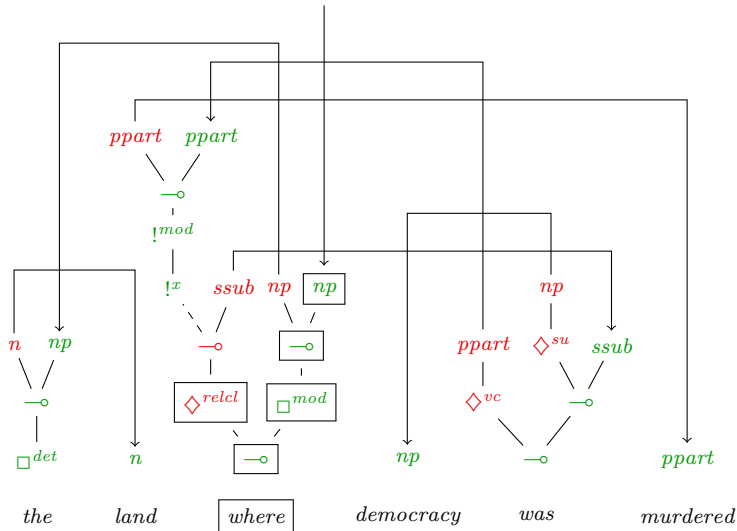 ppart ppart
⊸
!mod
!x ssub np np np
n np ⊸ ⊸ ppart ◇su ssub
⊸ ◇relcl □mod ◇vc ⊸
□det n ⊸ np ⊸ ppart
the land where democracy was murdered